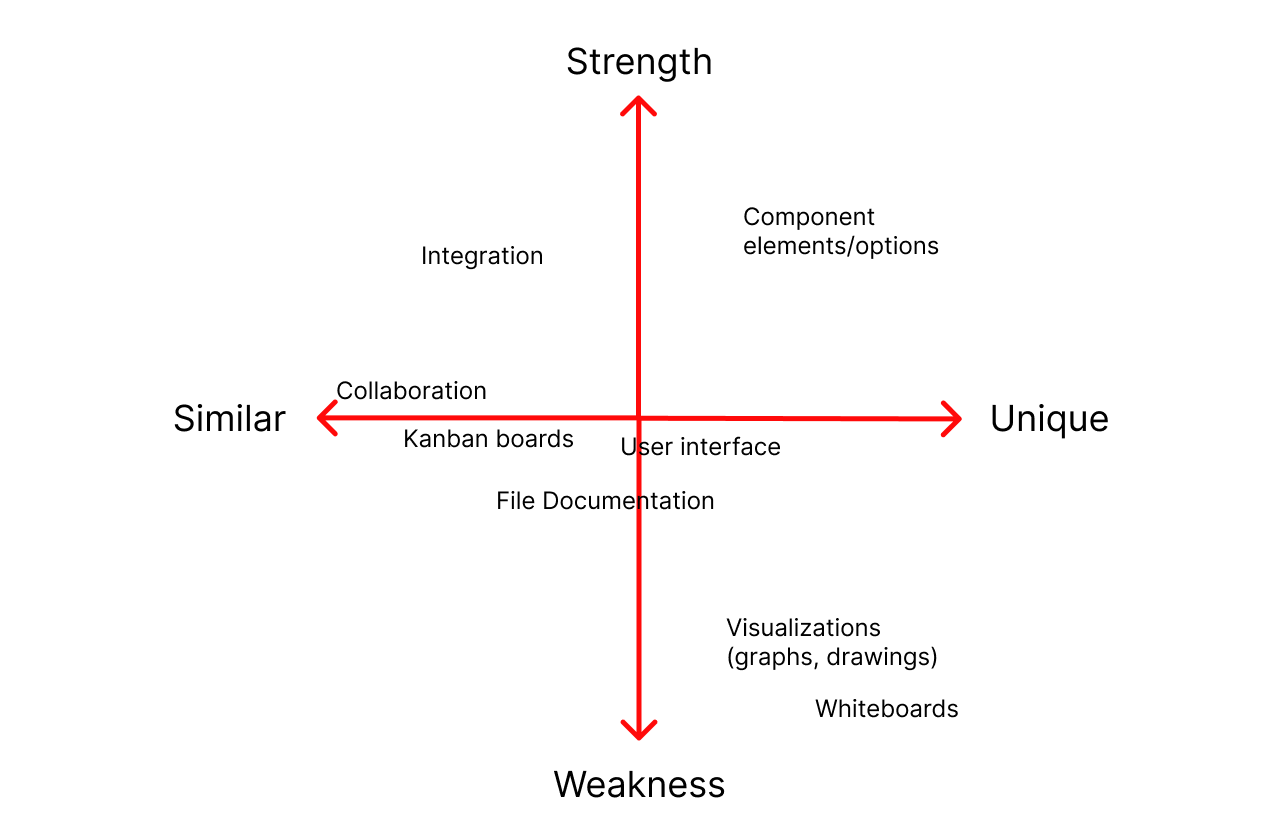 Strength
Component
elements/options
Integration
Collaboration
Similar
Unique
Kanban boards
User interface
File Documentation
Visualizations
(graphs, drawings)
Whiteboards
Weakness